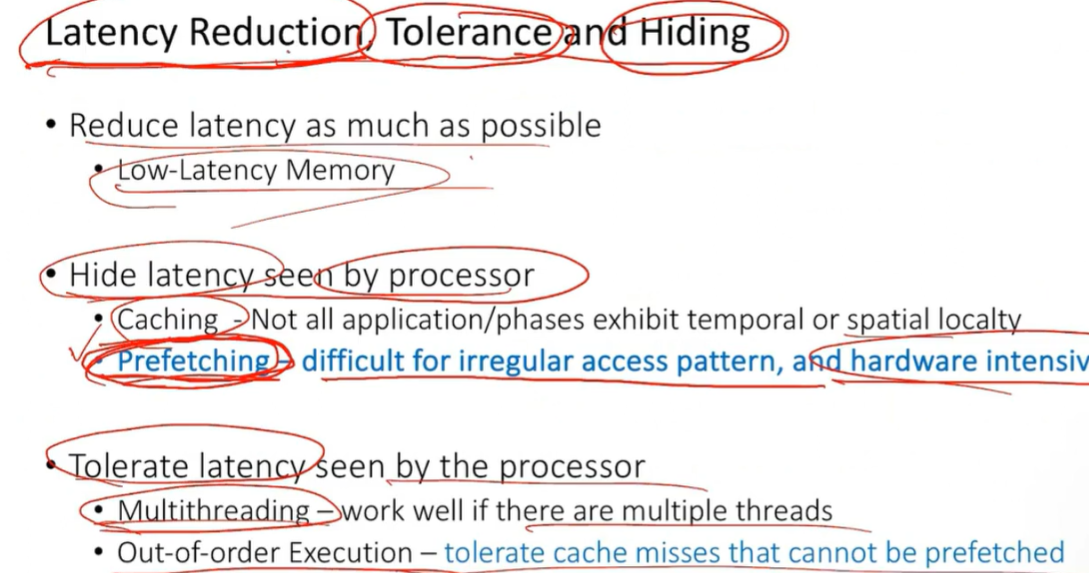 Latency Reduction, Tolerance and Hiding
• Reduce latency as much as possible
• Low-Latency Memory
• Hide latency seen by processor
• Caching - Not all application/phases exhibit temporal or spatial localty
• Prefetching – difficult for irregular access pattern, and hardware intensiv
• Tolerate latency seen by the processor
• Multithreading – work well if there are multiple threads
• Out-of-order Execution – tolerate cache misses that cannot be prefetched